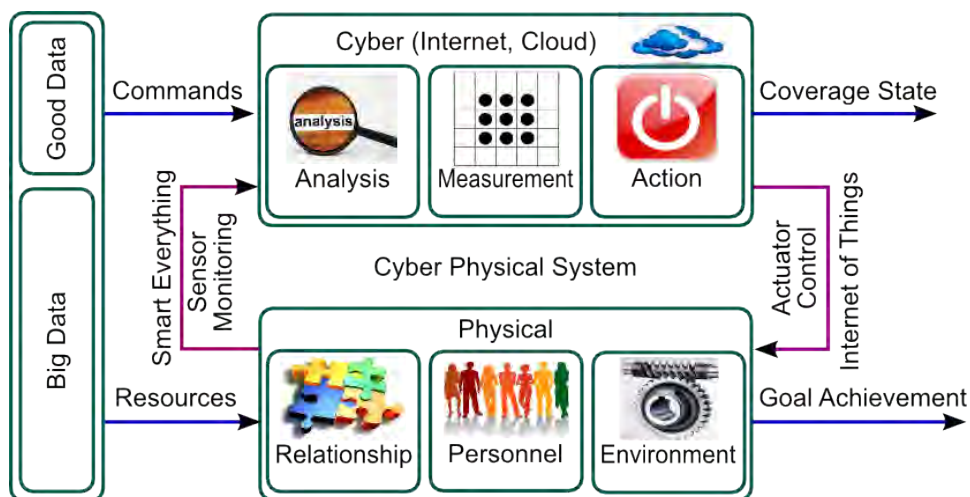 Good Data
Big Data
Commands
Resources
Cyber (Internet, Cloud)
analysis
Analysis
Measurement
Action
Coverage State
Smart Everything
Sensor
Monitoring
Cyber Physical System
Actuator
Control
Internet of Things
Physical
Relationship
Personnel
Environment
Goal Achievement